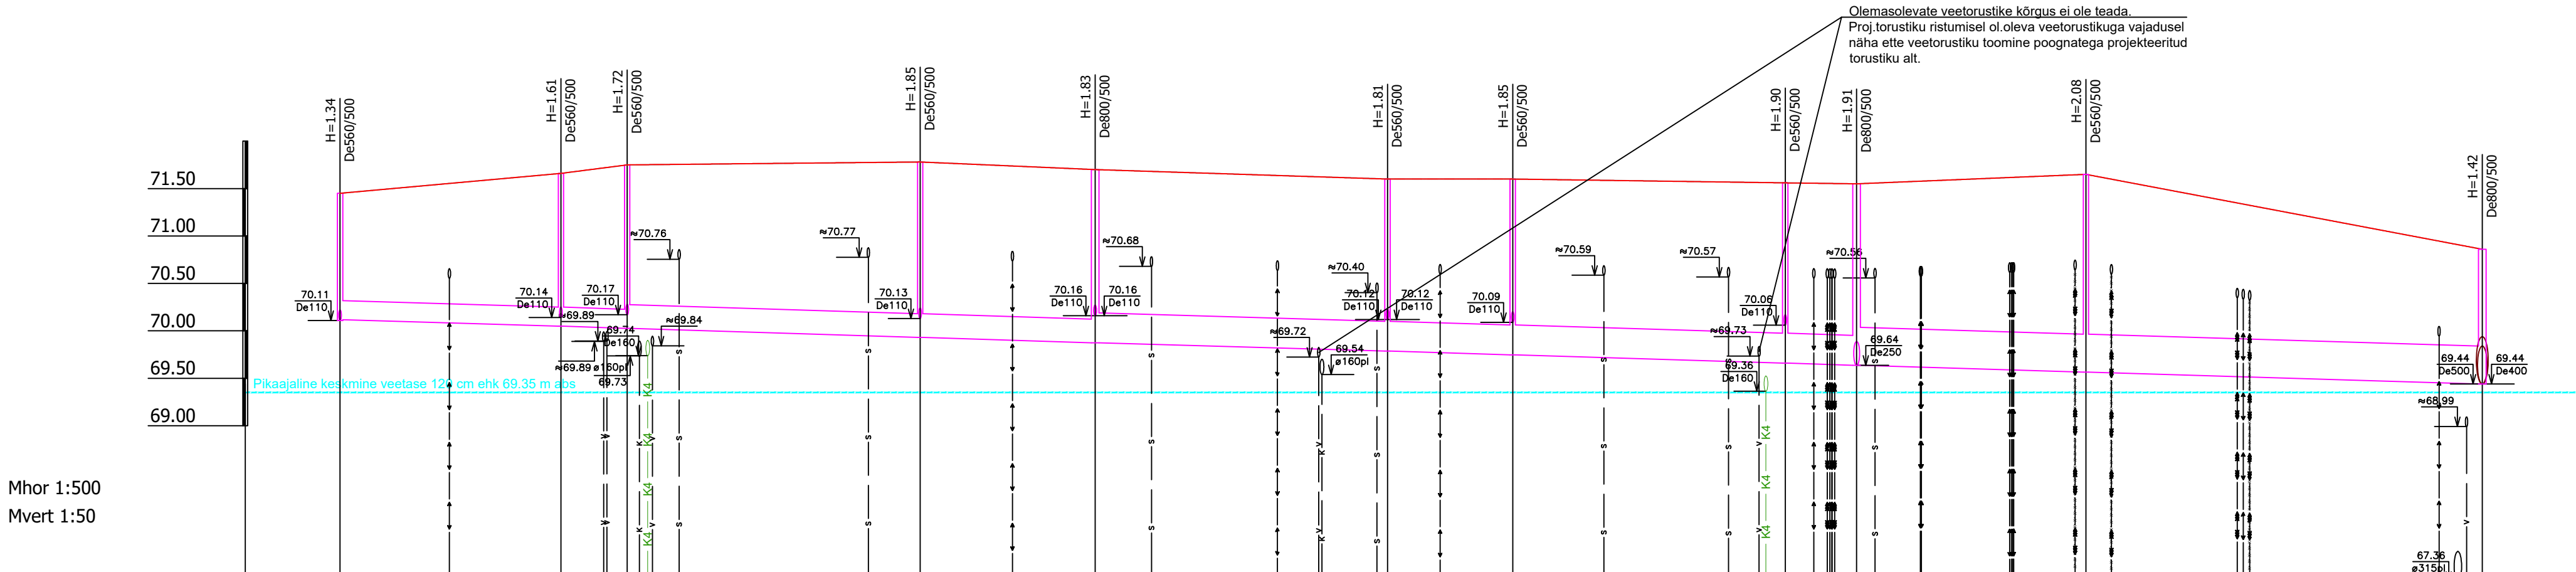 Olemasolevate veetorustike kõrgus ei ole teada.
Proj.torustiku ristumisel ol.oleva veetorustikuga vajadusel
näha ette veetorustiku toomine poognatega projekteeritud
torustiku alt.
H=1.34
De560/500
H=1.61
De560/500
H=1.72
De560/500
H=1.85
De560/500
H=1.83
De800/500
H=1.81
De560/500
H=1.85
De560/500
H=1.90
De560/500
H=1.91
De800/500
H=2.08
De560/500
H=1.42
De800/500
71.50
71.00
70.50
70.00
69.50
69.00
≈70.76
≈70.77
≈70.68
≈70.40
≈70.59
≈70.57
≈70.56
70.11
De110
70.14
De110
70.17
De110
70.13
De110
70.16
De110
70.16
De110
70.12
De110
70.12
De110
70.09
De110
70.06
De110
≈69.89
69.74
De160
≈69.84
≈69.89
ø160pl
69.73
≈69.72
69.54
ø160pl
≈69.73
69.36
De160
69.64
De250
69.44
De500
69.44
De400
≈68.99
67.36
ø315pl
Pikaajaline keskmine veetase 120 cm ehk 69.35 m abs
K4
K4
K4
K4
K4
K4
Mhor 1:500
Mvert 1:50